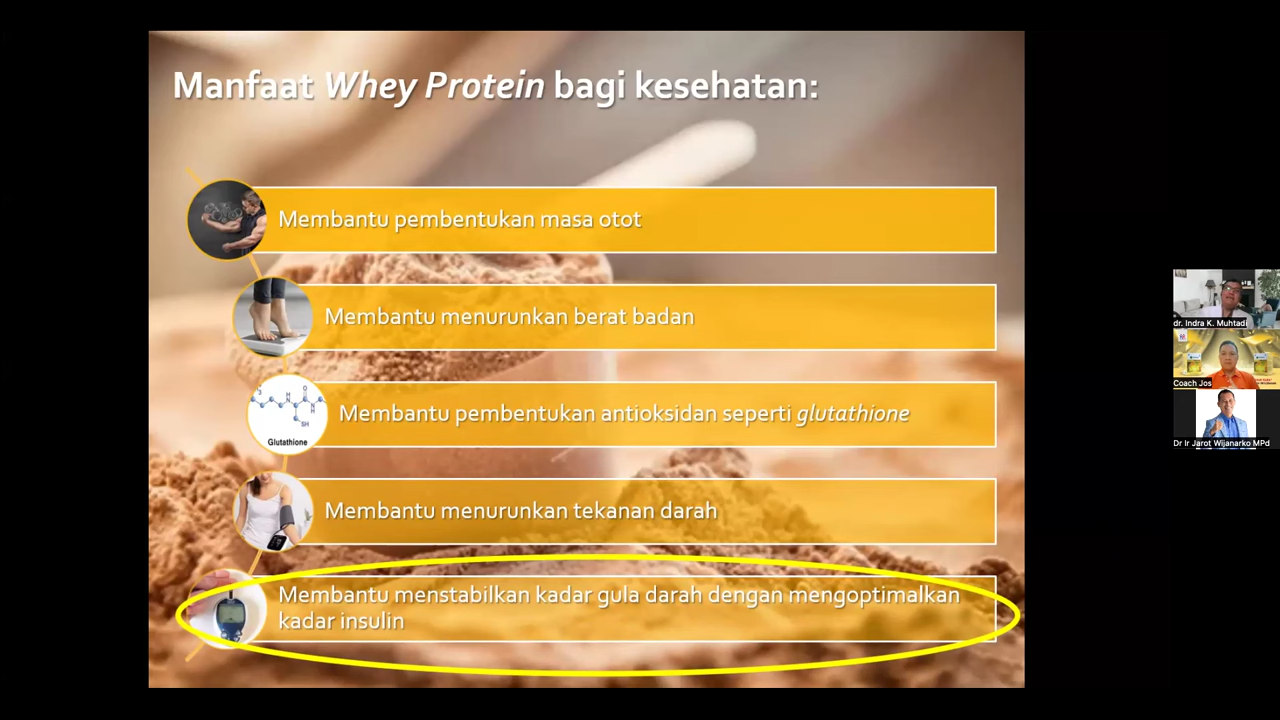 Manfaat Whey Protein bagi kesehatan:
Membantu pembentukan masa otot
Membantu menurunkan berat badan
Glutathione
Membantu pembentukan antioksidan seperti glutathione
Membantu menurunkan tekanan darah
Membantu menstabilkan kadar gula darah dengan mengoptimalkan
kadar insulin
dr. Indra K. Muhtadi
Coach Jos
Dr Ir Jarot Wijanarko MPd